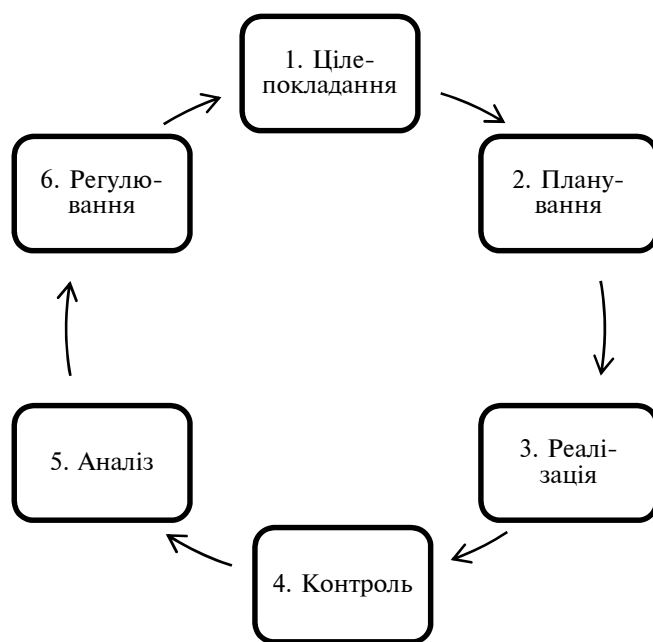 1. Ціле-
покладання
2. Плану-
вання
3. Реалі-
зація
4. Контроль
5. Аналіз
6. Регулю-
вання